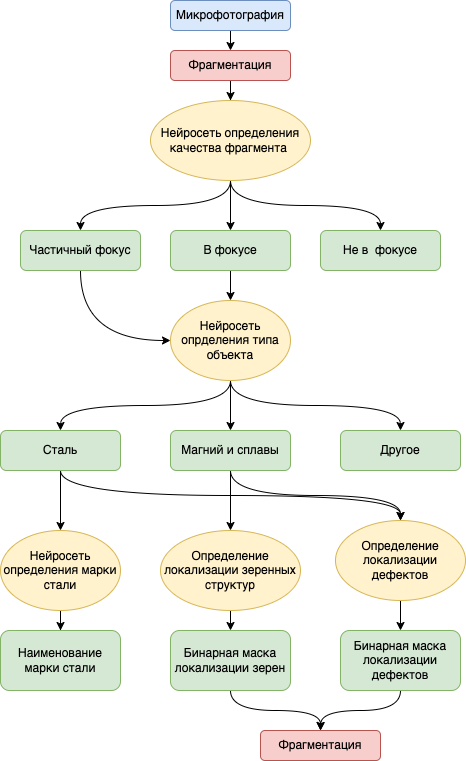 Микрофотография
Фрагментация
Нейросеть определения
качества фрагмента
Частичный фокус
В фокусе
Не в фокусе
Нейросеть
опрделения типа
объекта
Сталь
Магний и сплавы
Другое
Нейросеть
определения марки
стали
Определение
локализации зеренных
структур
Определение
локализации
дефектов
Наименование
марки стали
Бинарная маска
локализации зерен
Бинарная маска
локализации
дефектов
Фрагментация